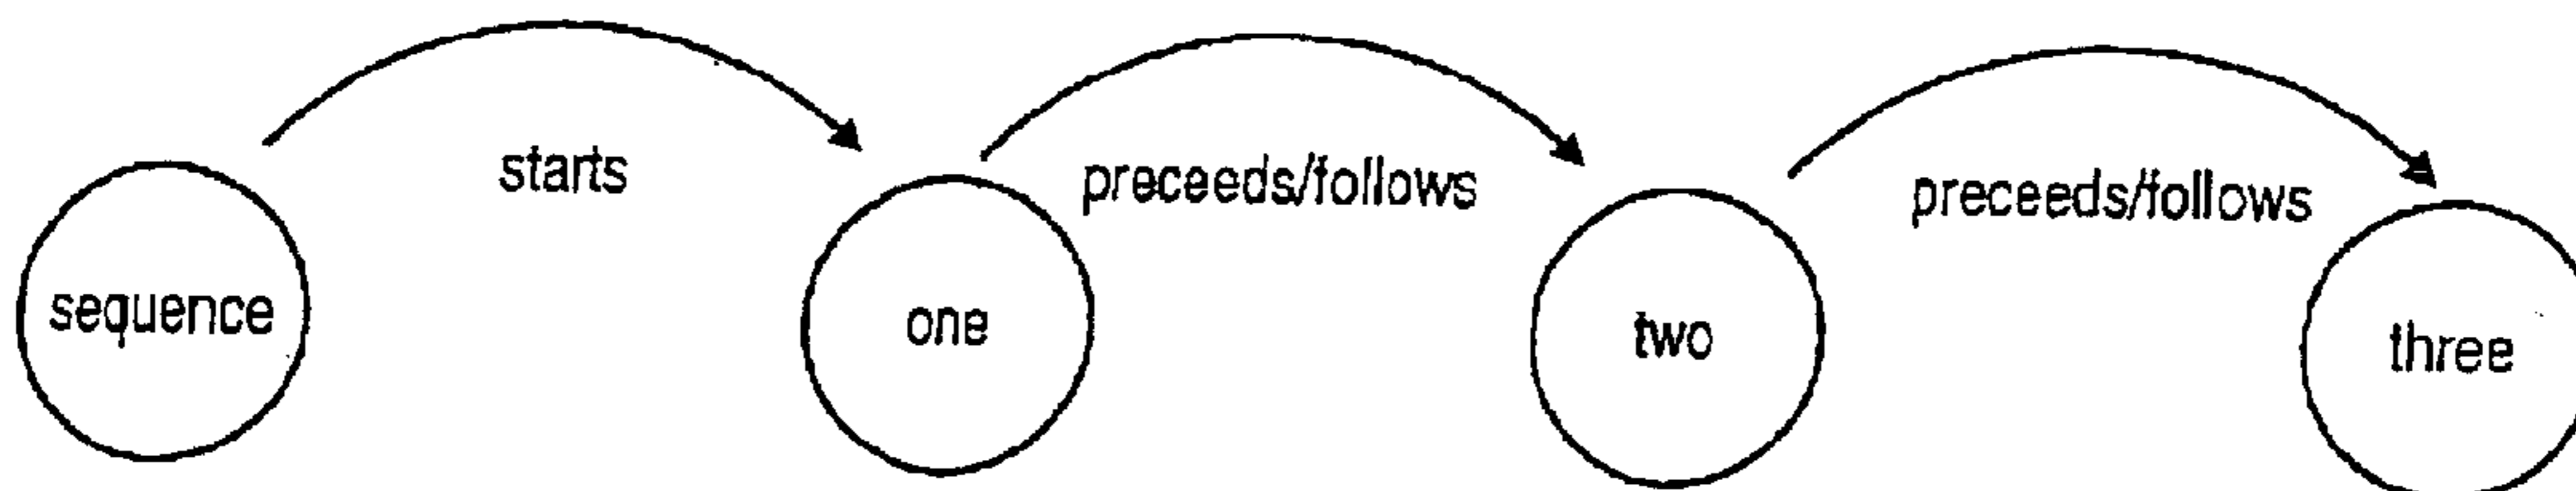 starts
preceeds/follows
preceeds/follows
sequence
one
two
three